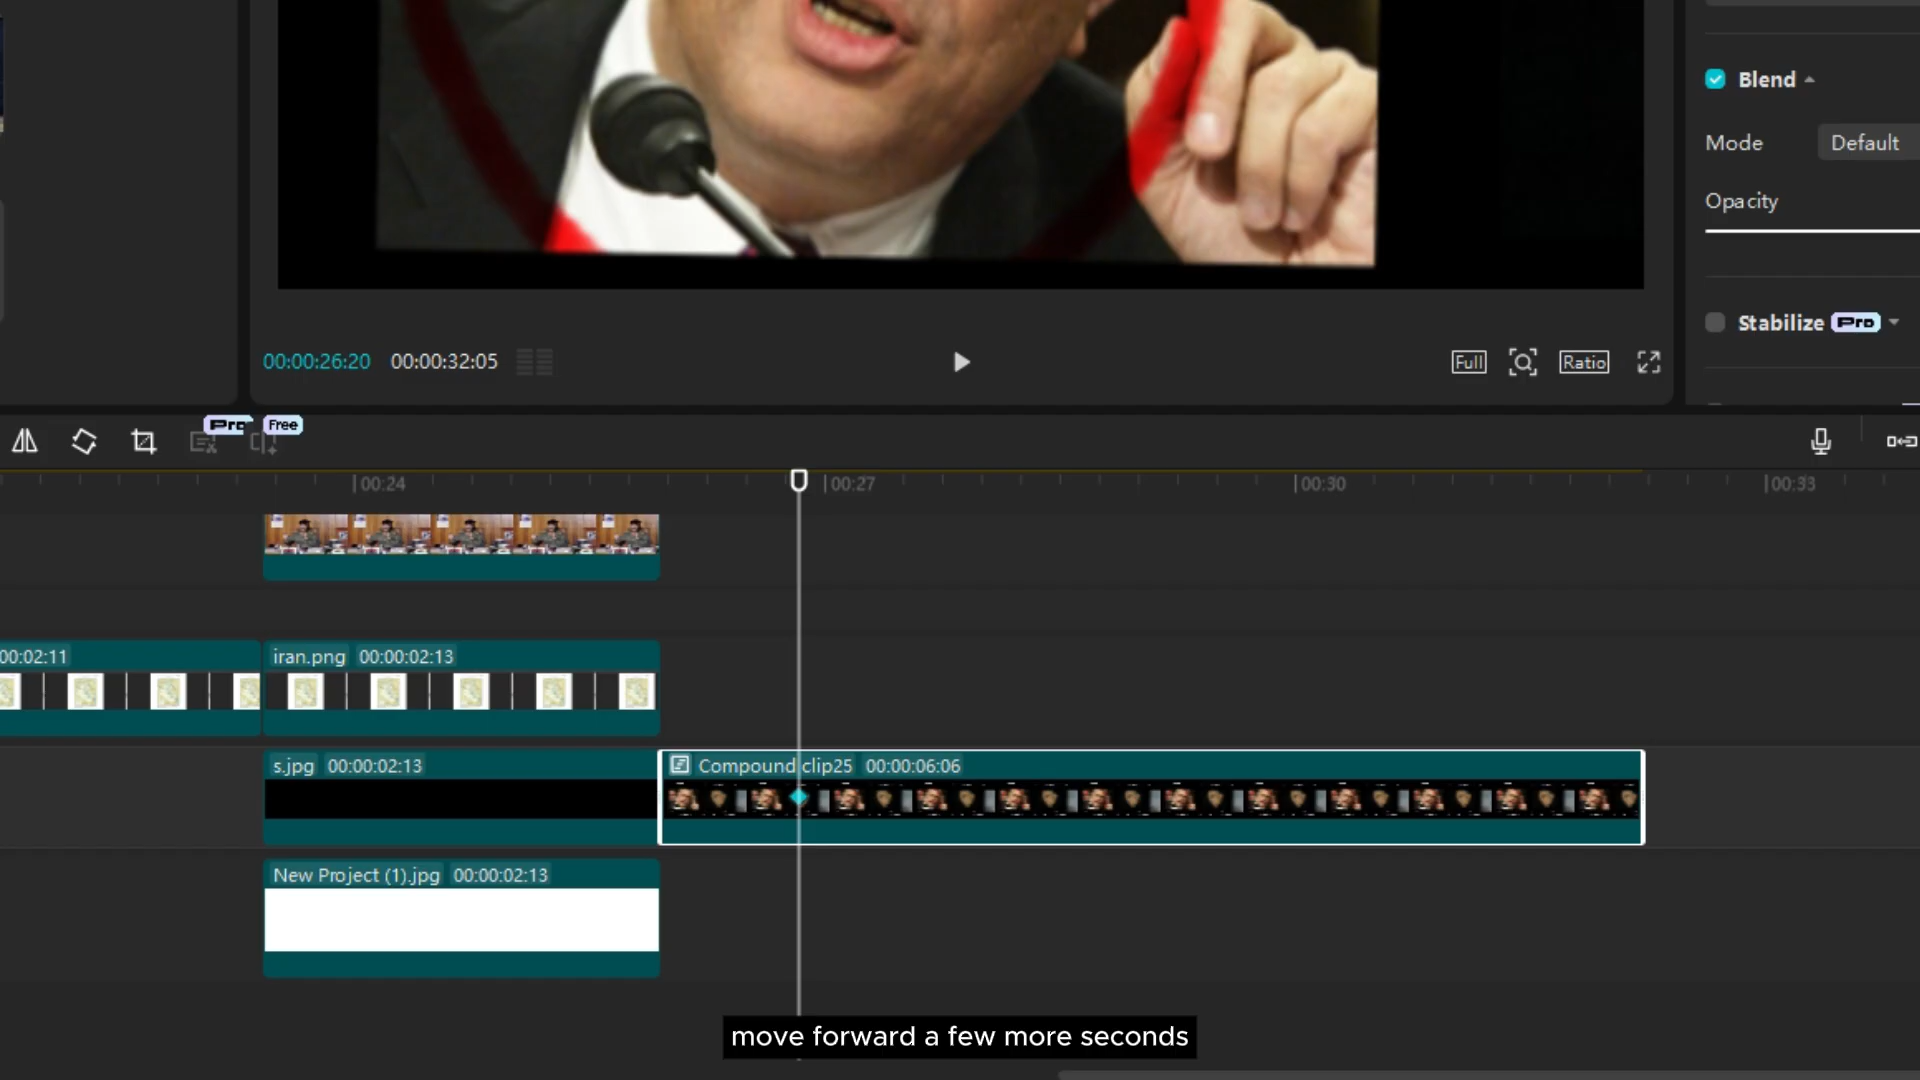 Blend
Mode
Default
Opacity
Stabilize Pro
00:00:26:20 00:00:32:05
Full
Ratio
Pro
Free
00:24
00:27
00:30
00:33
00:02:11
iran.png 00:00:02:13
s.jpg 00:00:02:13
Compound clip25 00:00:06:06
New Project (1).jpg 00:00:02:13
move forward a few more seconds